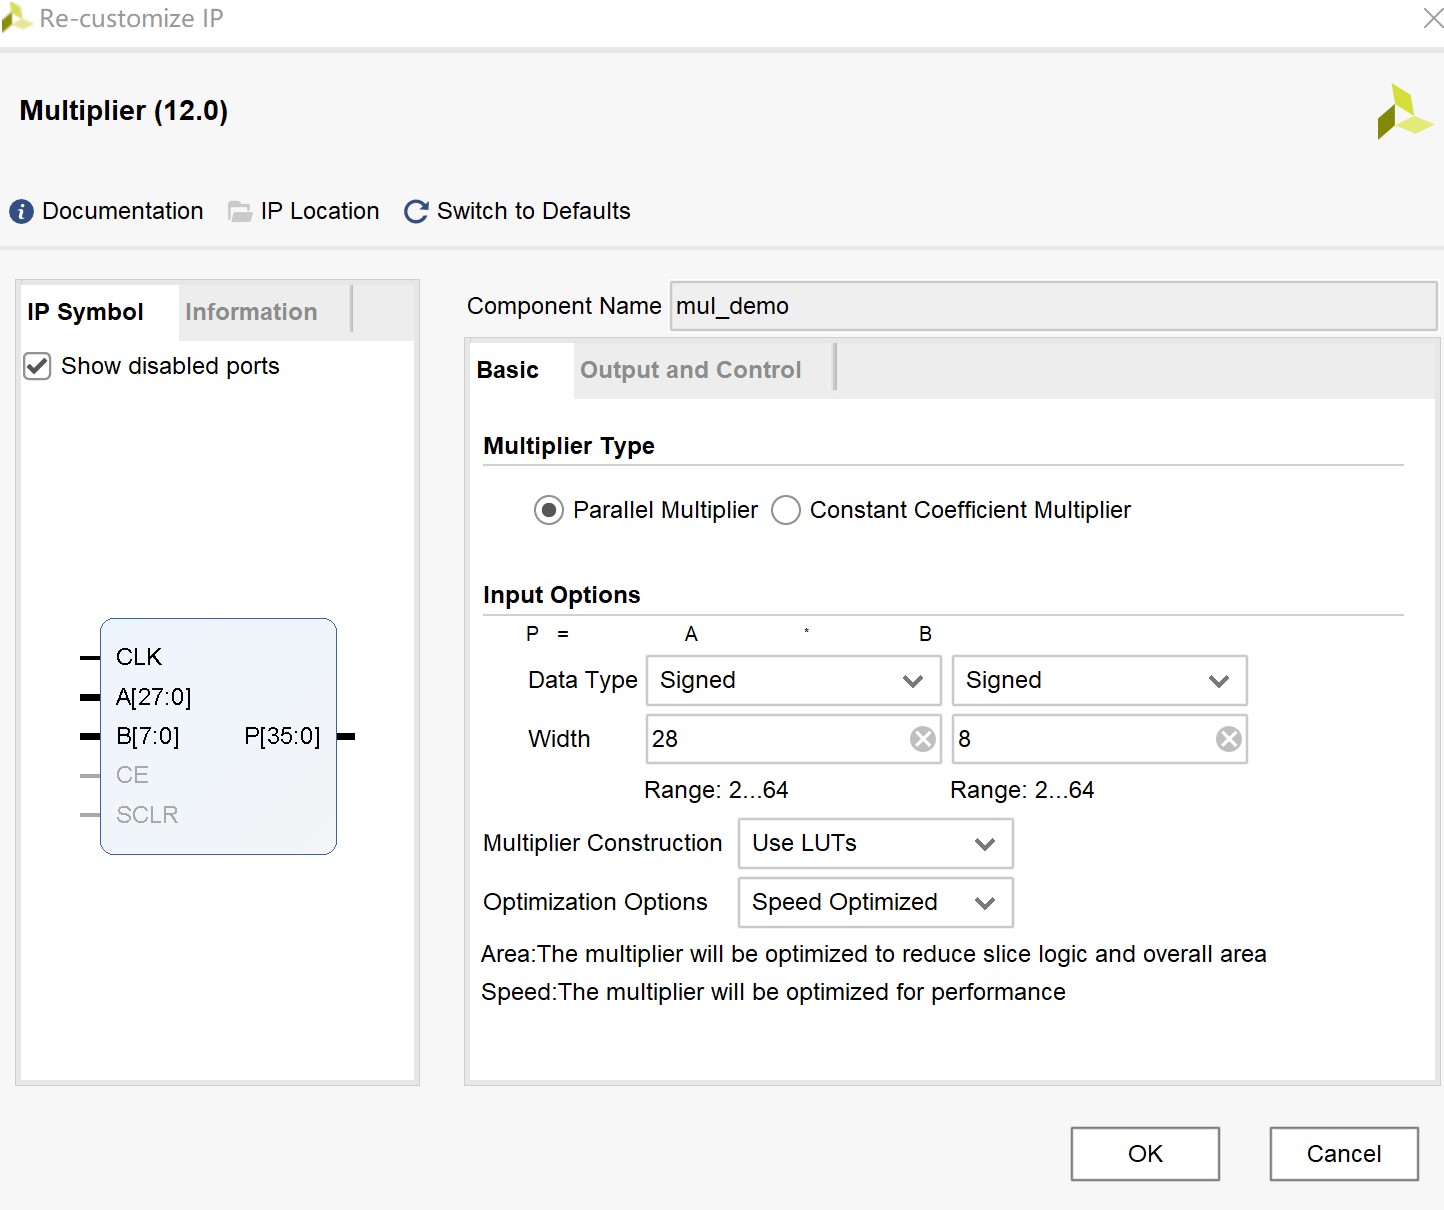 Re-customize IP
Multiplier (12.0)
Documentation IP Location Switch to Defaults
IP Symbol Information
Show disabled ports
CLK
A[27:0]
B[7:0] P[35:0]
CE
SCLR
Component Name mul_demo
Basic Output and Control
Multiplier Type
Parallel Multiplier Constant Coefficient Multiplier
Input Options
P = A * B
Data Type Signed Signed
Width 28 8
Range: 2...64 Range: 2...64
Multiplier Construction Use LUTs
Optimization Options Speed Optimized
Area:The multiplier will be optimized to reduce slice logic and overall area
Speed:The multiplier will be optimized for performance
OK Cancel